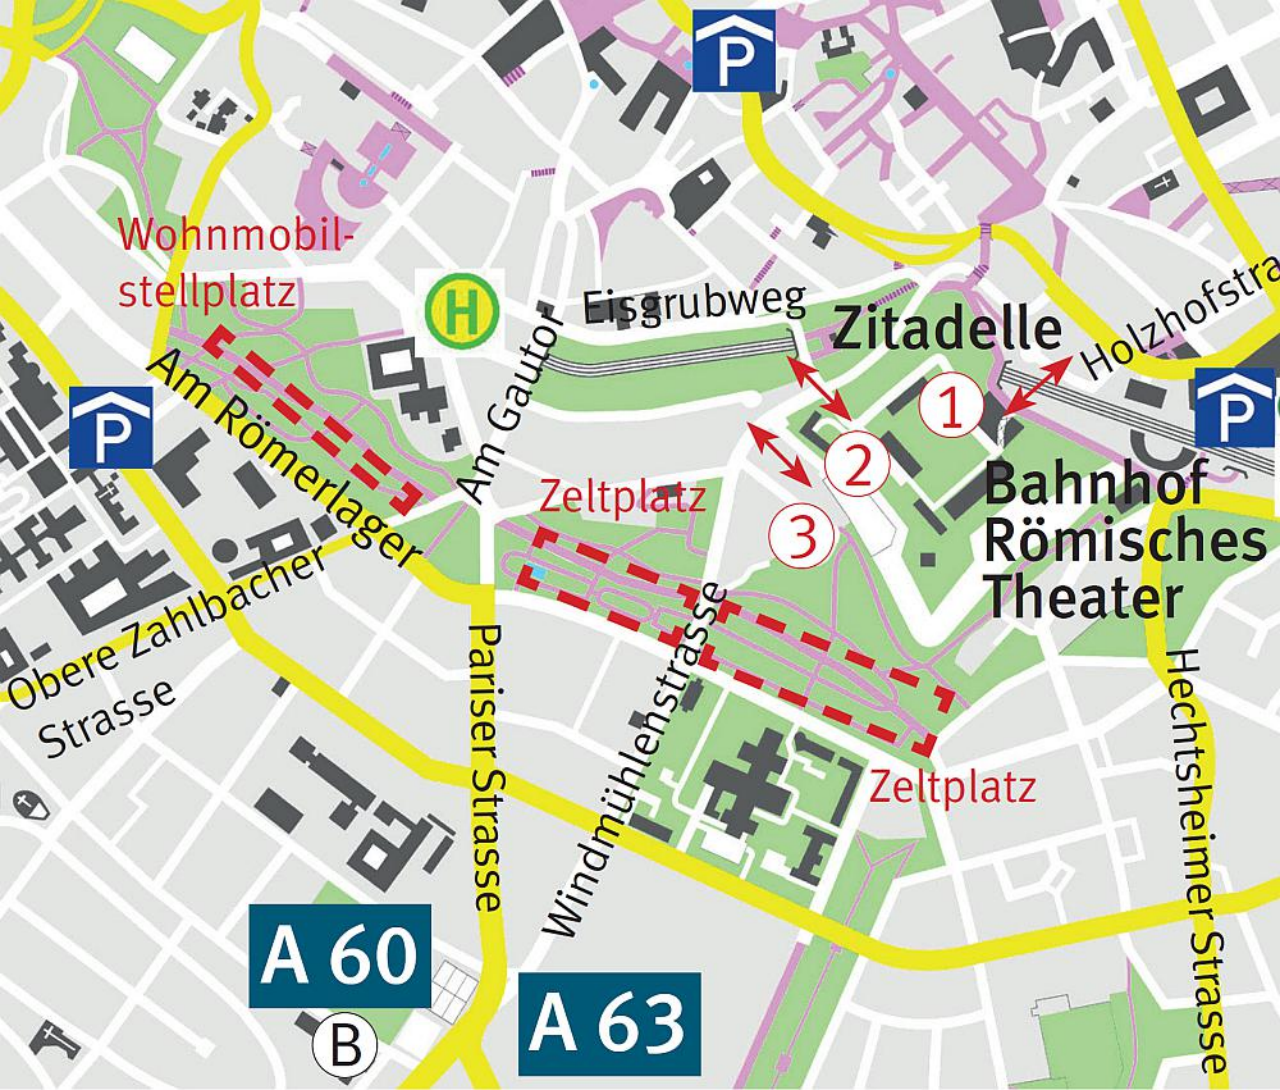 P
Wohnmobil-
stellplatz
H
Eisgrubweg
Zitadelle
Holzhofstra
Am Gautor
Am Römerlager
P
P
1
2
3
Zeltplatz
Bahnhof
Römisches
Theater
Obere Zahlbacher
Strasse
Pariser Strasse
Windmühlenstrasse
Zeltplatz
Hechtsheimer Strasse
A 60
B
A 63